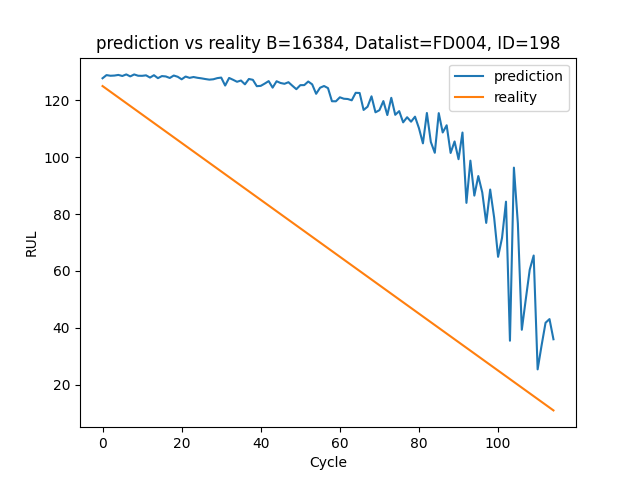 prediction vs reality B=16384, Datalist=FD004, ID=198
prediction
reality
RUL
120
100
80
60
40
20
0 20 40 60 80 100
Cycle